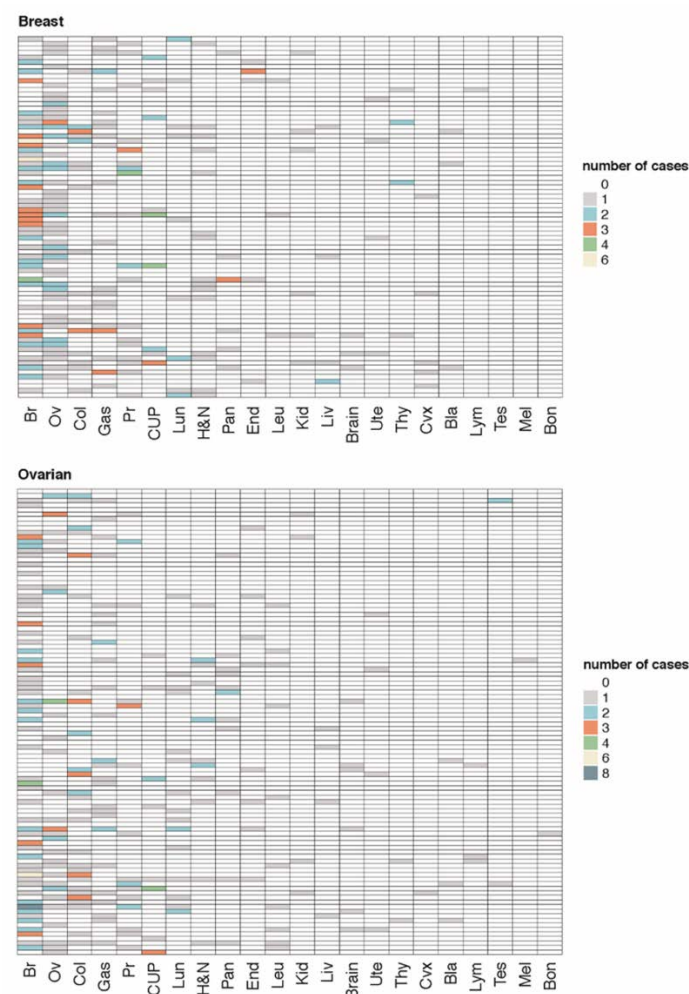 Breast
number of cases
0
1
2
3
4
6
Br Ov Col Gas Pr CUP Lun H&N Pan End Leu Kid Liv Brain Ute Thy Cvx Bla Lym Tes Mel Bon
Ovarian
number of cases
0
1
2
3
4
6
8
Br Ov Col Gas Pr CUP Lun H&N Pan End Leu Kid Liv Brain Ute Thy Cvx Bla Lym Tes Mel Bon